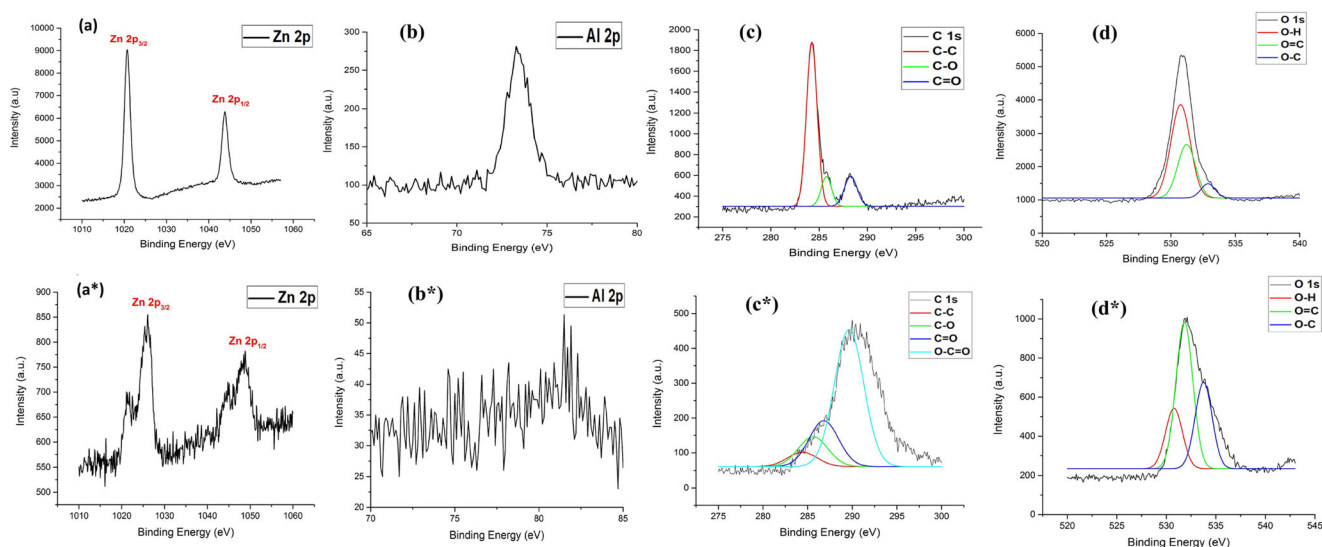 (a)
Zn 2p
Zn 2p3/2
Zn 2p1/2
10000
9000
8000
7000
6000
5000
4000
3000
2000
Intensity (a.u)
1010 1020 1030 1040 1050 1060
Binding Energy (eV)
(b)
Al 2p
350
300
250
200
150
100
50
Intensity (a.u.)
65 70 75 80
Binding Energy (eV)
(c)
C 1s
C-C
C-O
C=O
2000
1800
1600
1400
1200
1000
800
600
400
200
Intensity (a.u.)
275 280 285 290 295 300
Binding Energy (eV)
(d)
O 1s
O-H
O=C
O-C
6000
5000
4000
3000
2000
1000
0
Intensity (a.u.)
520 525 530 535 540
Binding Energy (eV)
(a*)
Zn 2p
Zn 2p3/2
Zn 2p1/2
900
850
800
750
700
650
600
550
500
Intensity (a.u.)
1010 1020 1030 1040 1050 1060
Binding Energy (eV)
(b*)
Al 2p
55
50
45
40
35
30
25
20
Intensity (a.u.)
70 75 80 85
Binding Energy (eV)
(c*)
C 1s
C-C
C-O
C=O
O-C=O
500
400
300
200
100
0
Intensity (a.u.)
275 280 285 290 295 300
Binding Energy (eV)
(d*)
O 1s
O-H
O=C
O-C
1000
800
600
400
200
0
Intensity (a.u.)
520 525 530 535 540 545
Binding Energy (eV)